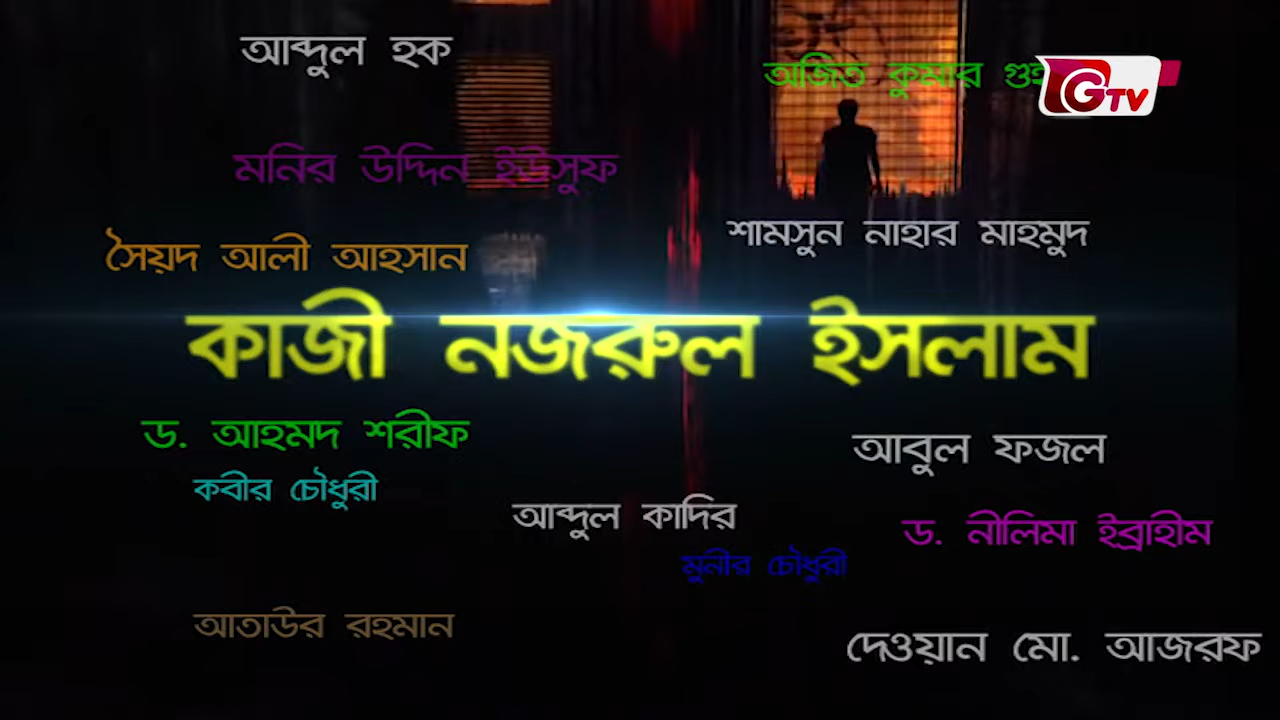 আব্দুল হক
অজিত কুমার
GTV
মনির উদ্দিন ইউসুফ
শামসুন নাহার মাহমুদ
সৈয়দ আলী আহসান
কাজী নজরুল ইসলাম
ড. আহমদ শরীফ
আবুল ফজল
কবীর চৌধুরী
আব্দুল কাদির
ড. নীলিমা ইব্রাহীম
মুনীর চৌধুরী
আতাউর রহমান
দেওয়ান মো. আজরফ